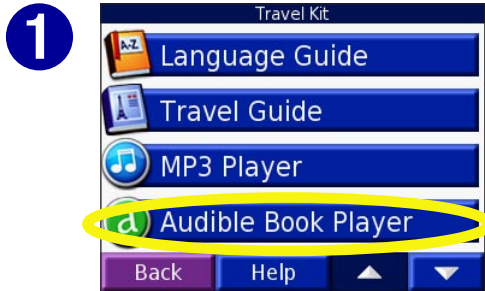 1
Travel Kit
A-Z
Language Guide
Travel Guide
MP3 Player
a
Audible Book Player
Back
Help